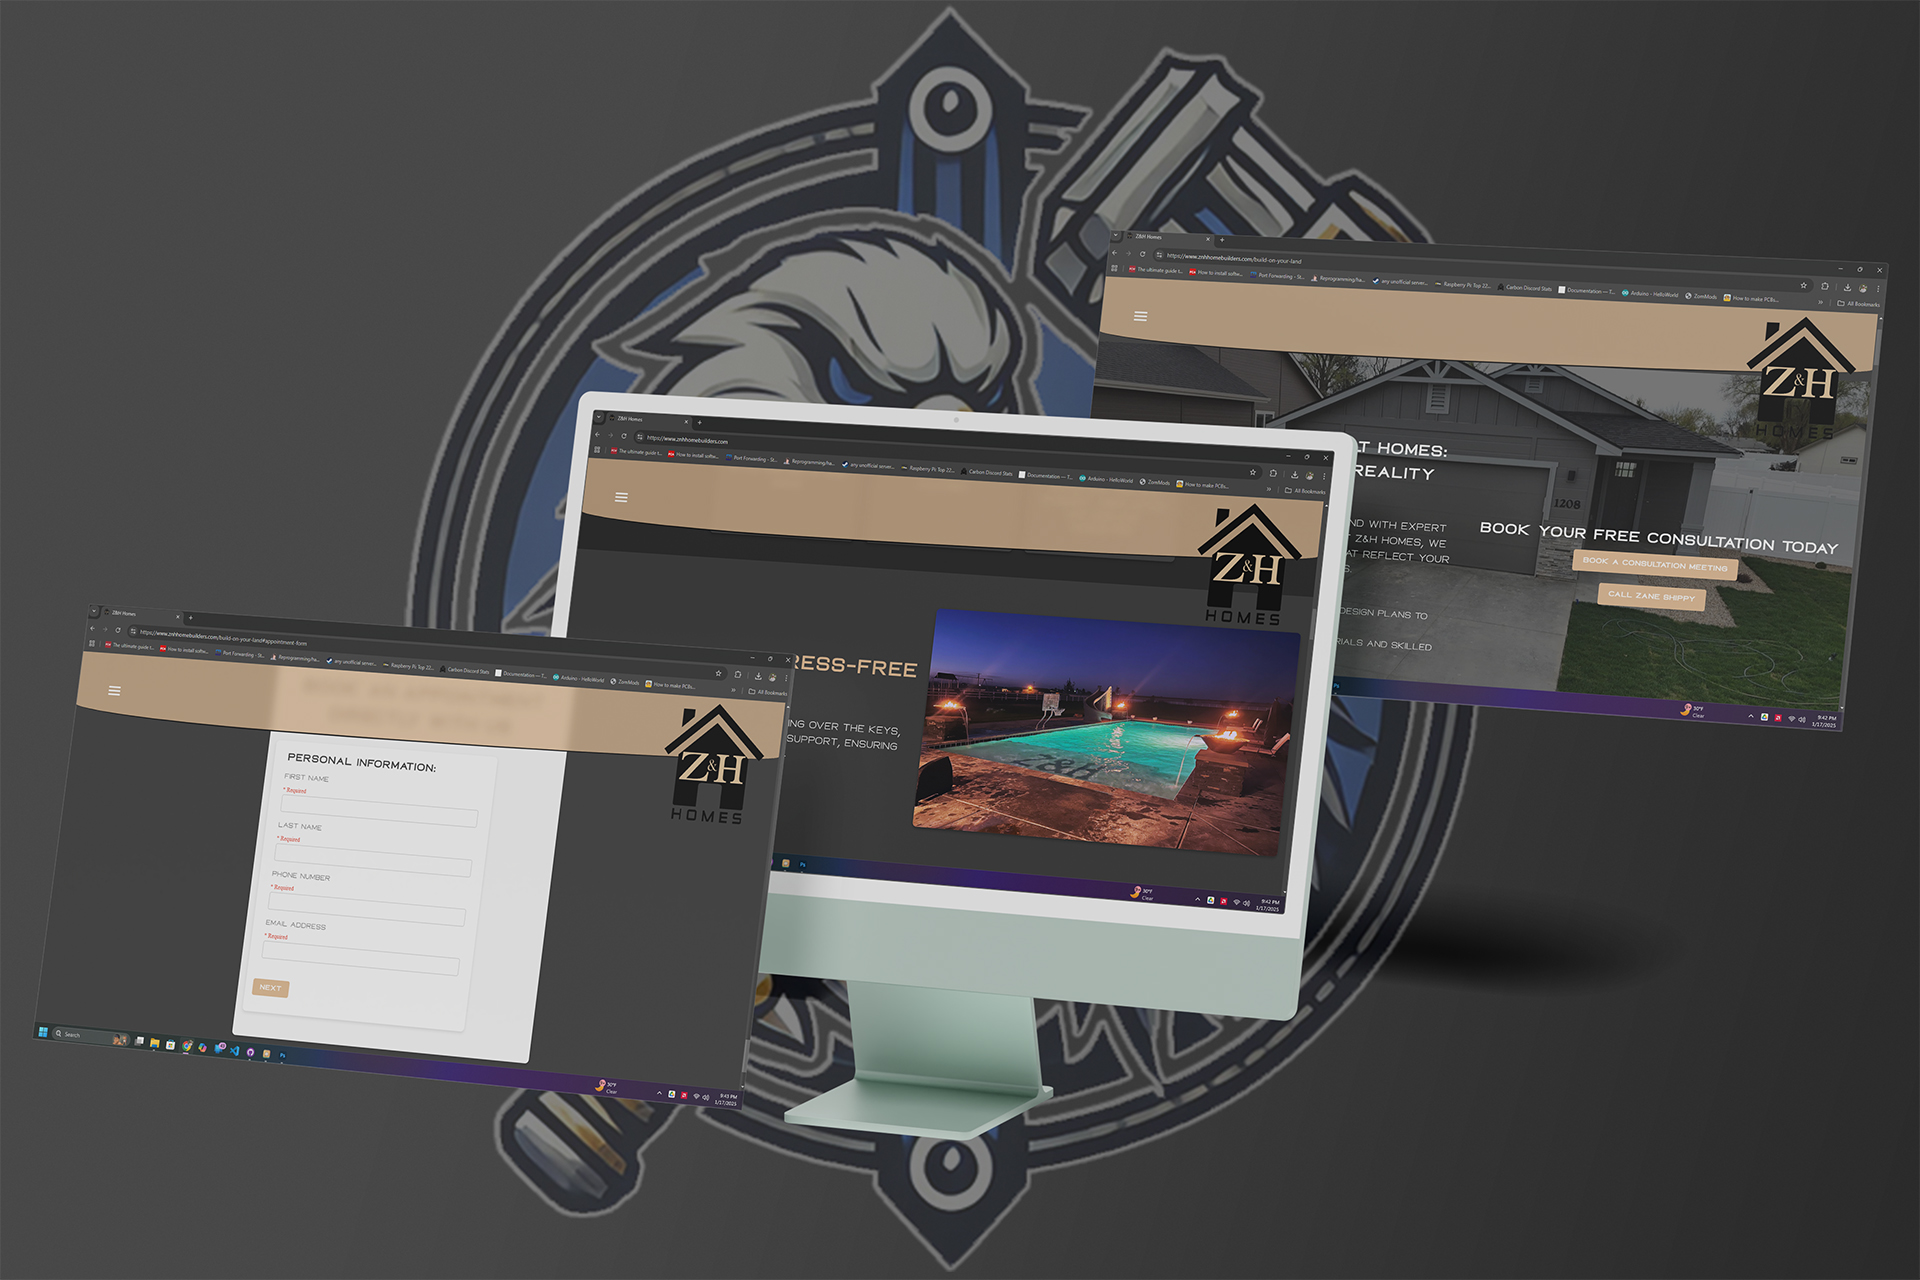 Z&H Homes
https://www.znhhomebuilders.com/build-on-your-land
The ultimate guide t...
How to install softw...
Port Forwarding - St...
Reprogramming/ha...
any unofficial server...
Raspberry Pi: Top 22...
Carbon Discord Stats
Documentation — T...
Arduino - HelloWorld
ZomMods
How to make PCBs...
All Bookmarks
Z&H
HOMES
LT HOMES:
REALITY
1208
ND WITH EXPERT
T Z&H HOMES, WE
AT REFLECT YOUR
S.
DESIGN PLANS TO
RIALS AND SKILLED
BOOK YOUR FREE CONSULTATION TODAY
BOOK A CONSULTATION MEETING
CALL ZANE SHIPPY
30°F
Clear
9:42 PM
1/17/2025
Z&H Homes
https://www.znhhomebuilders.com
The ultimate guide t...
How to install softw...
Port Forwarding - St...
Reprogramming/ha...
any unofficial server...
Raspberry Pi: Top 22...
Carbon Discord Stats
Documentation — T...
Arduino - HelloWorld
ZomMods
How to make PCBs...
All Bookmarks
Z&H
HOMES
RESS-FREE
ING OVER THE KEYS,
SUPPORT, ENSURING
Z&H
30°F
Clear
9:42 PM
1/17/2025
Z&H Homes
https://www.znhhomebuilders.com/build-on-your-land#appointment-form
The ultimate guide t...
How to install softw...
Port Forwarding - St...
Reprogramming/ha...
any unofficial server...
Raspberry Pi: Top 22...
Carbon Discord Stats
Documentation — T...
Arduino - HelloWorld
ZomMods
How to make PCBs...
All Bookmarks
Z&H
HOMES
PERSONAL INFORMATION:
FIRST NAME
* Required
LAST NAME
* Required
PHONE NUMBER
* Required
EMAIL ADDRESS
* Required
NEXT
Search
30°F
Clear
9:43 PM
1/17/2025